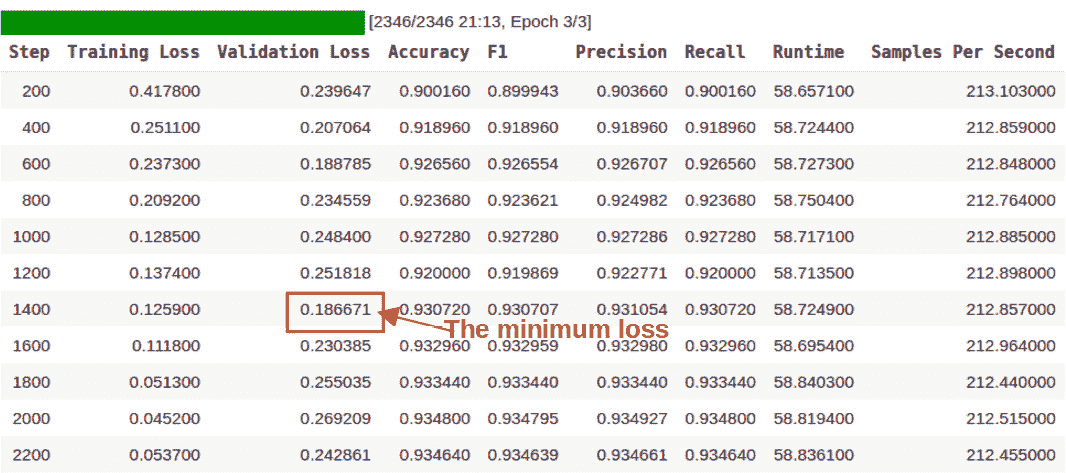 [2346/2346 21:13, Epoch 3/3]
Step Training Loss Validation Loss Accuracy F1 Precision Recall Runtime Samples Per Second
200 0.417800 0.239647 0.900160 0.899943 0.903660 0.900160 58.657100 213.103000
400 0.251100 0.207064 0.918960 0.918960 0.918960 0.918960 58.724400 212.859000
600 0.237300 0.188785 0.926560 0.926554 0.926707 0.926560 58.727300 212.848000
800 0.209200 0.234559 0.923680 0.923621 0.924982 0.923680 58.750400 212.764000
1000 0.128500 0.248400 0.927280 0.927280 0.927286 0.927280 58.717100 212.885000
1200 0.137400 0.251818 0.920000 0.919869 0.922771 0.920000 58.713500 212.898000
1400 0.125900 0.186671 0.930720 0.930707 0.931054 0.930720 58.724900 212.857000
The minimum loss
1600 0.111800 0.230385 0.932960 0.932959 0.932980 0.932960 58.695400 212.964000
1800 0.051300 0.255035 0.933440 0.933440 0.933440 0.933440 58.840300 212.440000
2000 0.045200 0.269209 0.934800 0.934795 0.934927 0.934800 58.819400 212.515000
2200 0.053700 0.242861 0.934640 0.934639 0.934661 0.934640 58.836100 212.455000